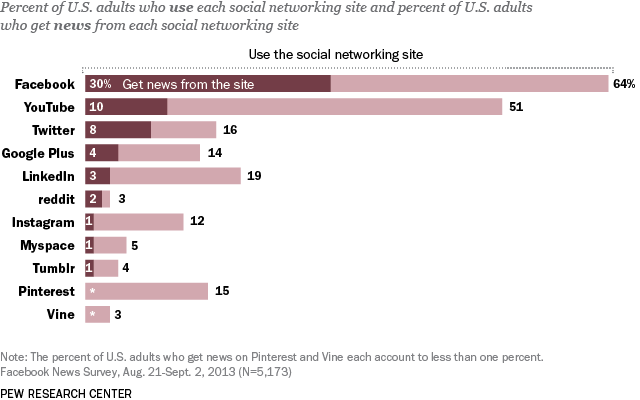 Percent of U.S. adults who use each social networking site and percent of U.S. adults
who get news from each social networking site
Use the social networking site
Facebook 30% Get news from the site 64%
YouTube 10 51
Twitter 8 16
Google Plus 4 14
LinkedIn 3 19
reddit 2 3
Instagram 1 12
Myspace 1 5
Tumblr 1 4
Pinterest * 15
Vine * 3
Note: The percent of U.S. adults who get news on Pinterest and Vine each account to less than one percent.
Facebook News Survey, Aug. 21-Sept. 2, 2013 (N=5,173)
PEW RESEARCH CENTER